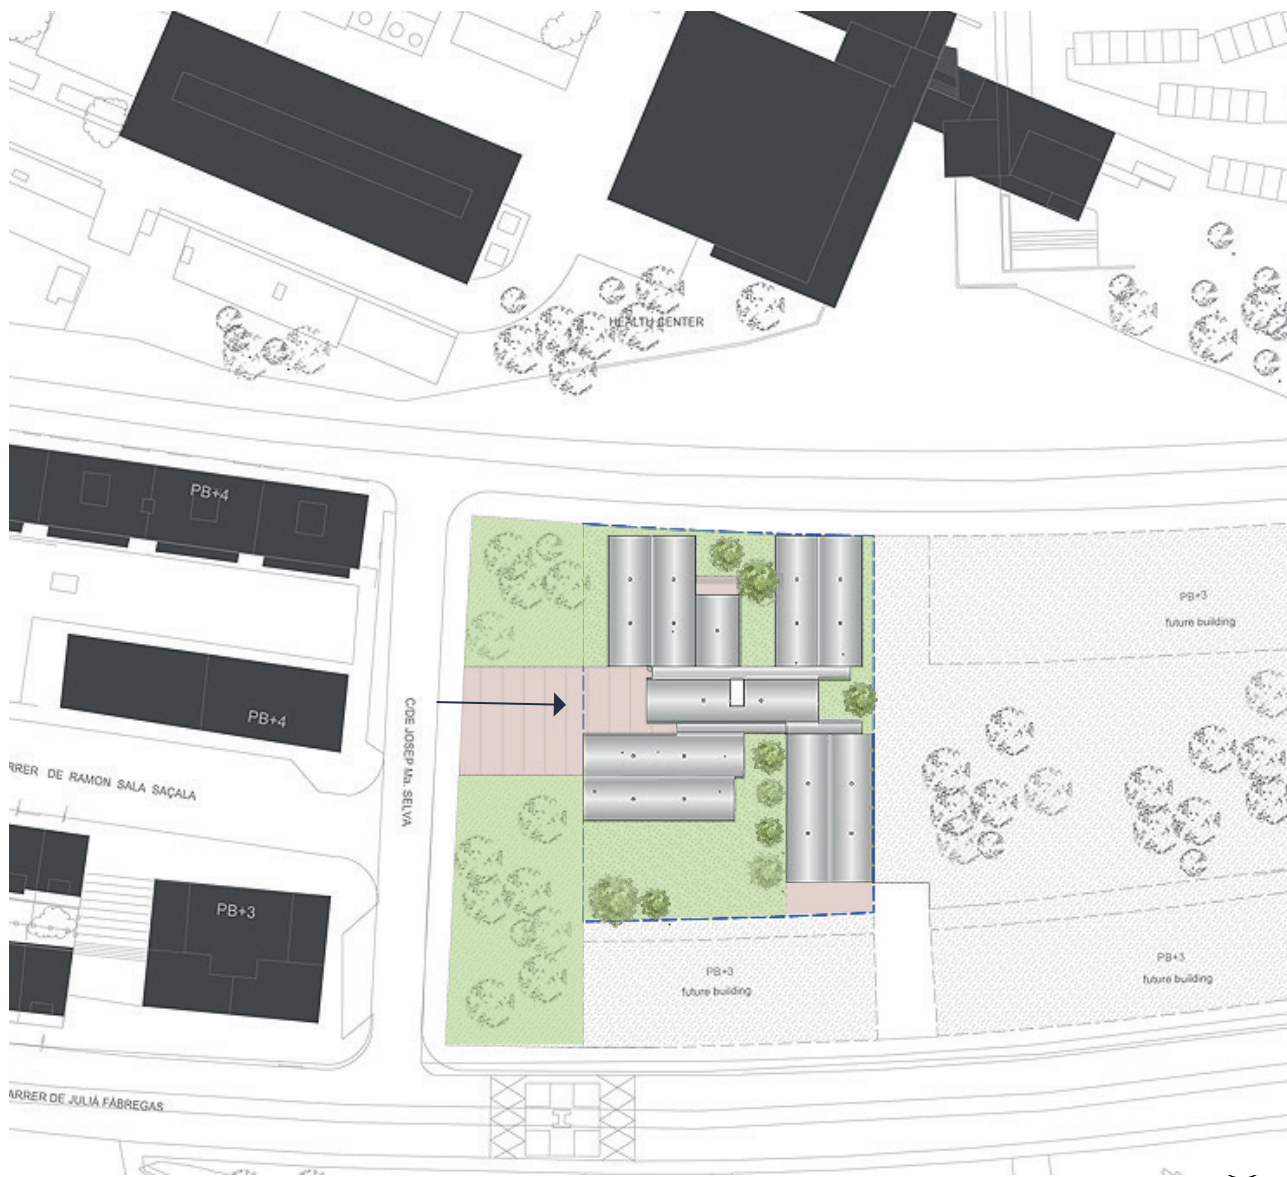 HEALTH CENTER
PB+4
PB+3
future building
PB+4
C/DE JOSEP Ma. SELVA
RRER DE RAMON SALA SAÇALA
PB+3
PB+3
future building
PB+3
future building
ARRER DE JULIÀ FÀBREGAS